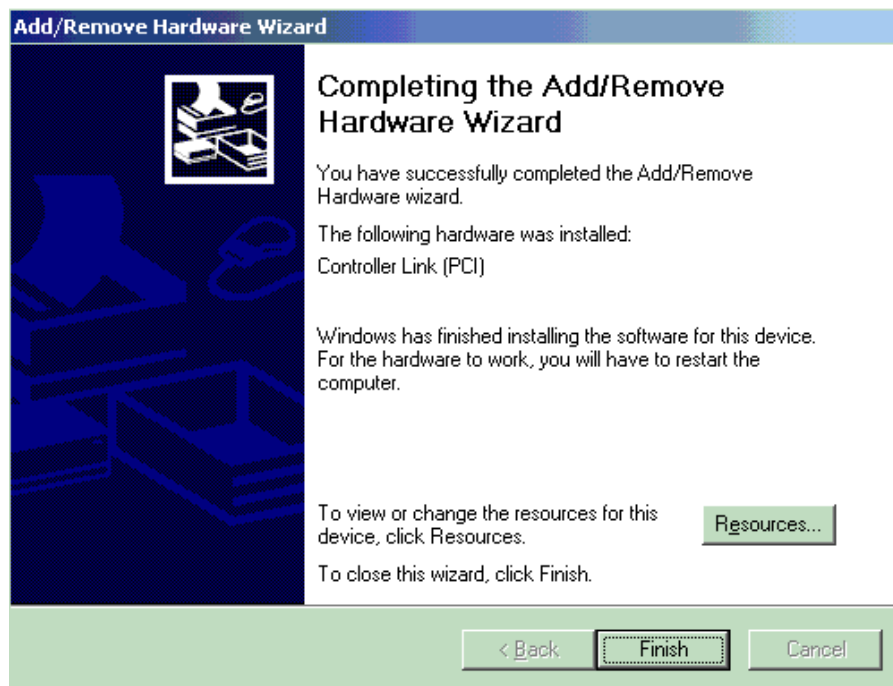 Add/Remove Hardware Wizard
Completing the Add/Remove
Hardware Wizard
You have successfully completed the Add/Remove
Hardware wizard.
The following hardware was installed:
Controller Link (PCI)
Windows has finished installing the software for this device.
For the hardware to work, you will have to restart the
computer.
To view or change the resources for this
device, click Resources.
Resources...
To close this wizard, click Finish.
< Back
Finish
Cancel